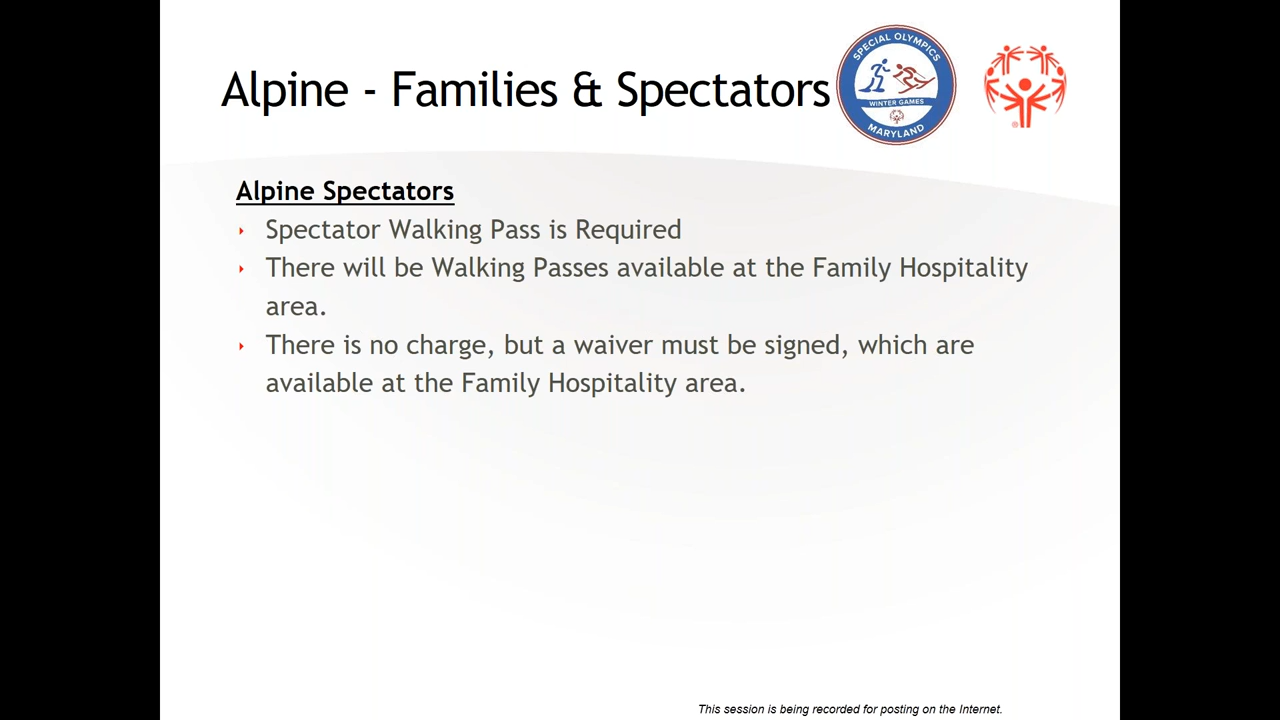 Alpine - Families & Spectators
SPECIAL OLYMPICS
WINTER GAMES
MARYLAND
®
Alpine Spectators
Spectator Walking Pass is Required
There will be Walking Passes available at the Family Hospitality
area.
There is no charge, but a waiver must be signed, which are
available at the Family Hospitality area.
This session is being recorded for posting on the Internet.